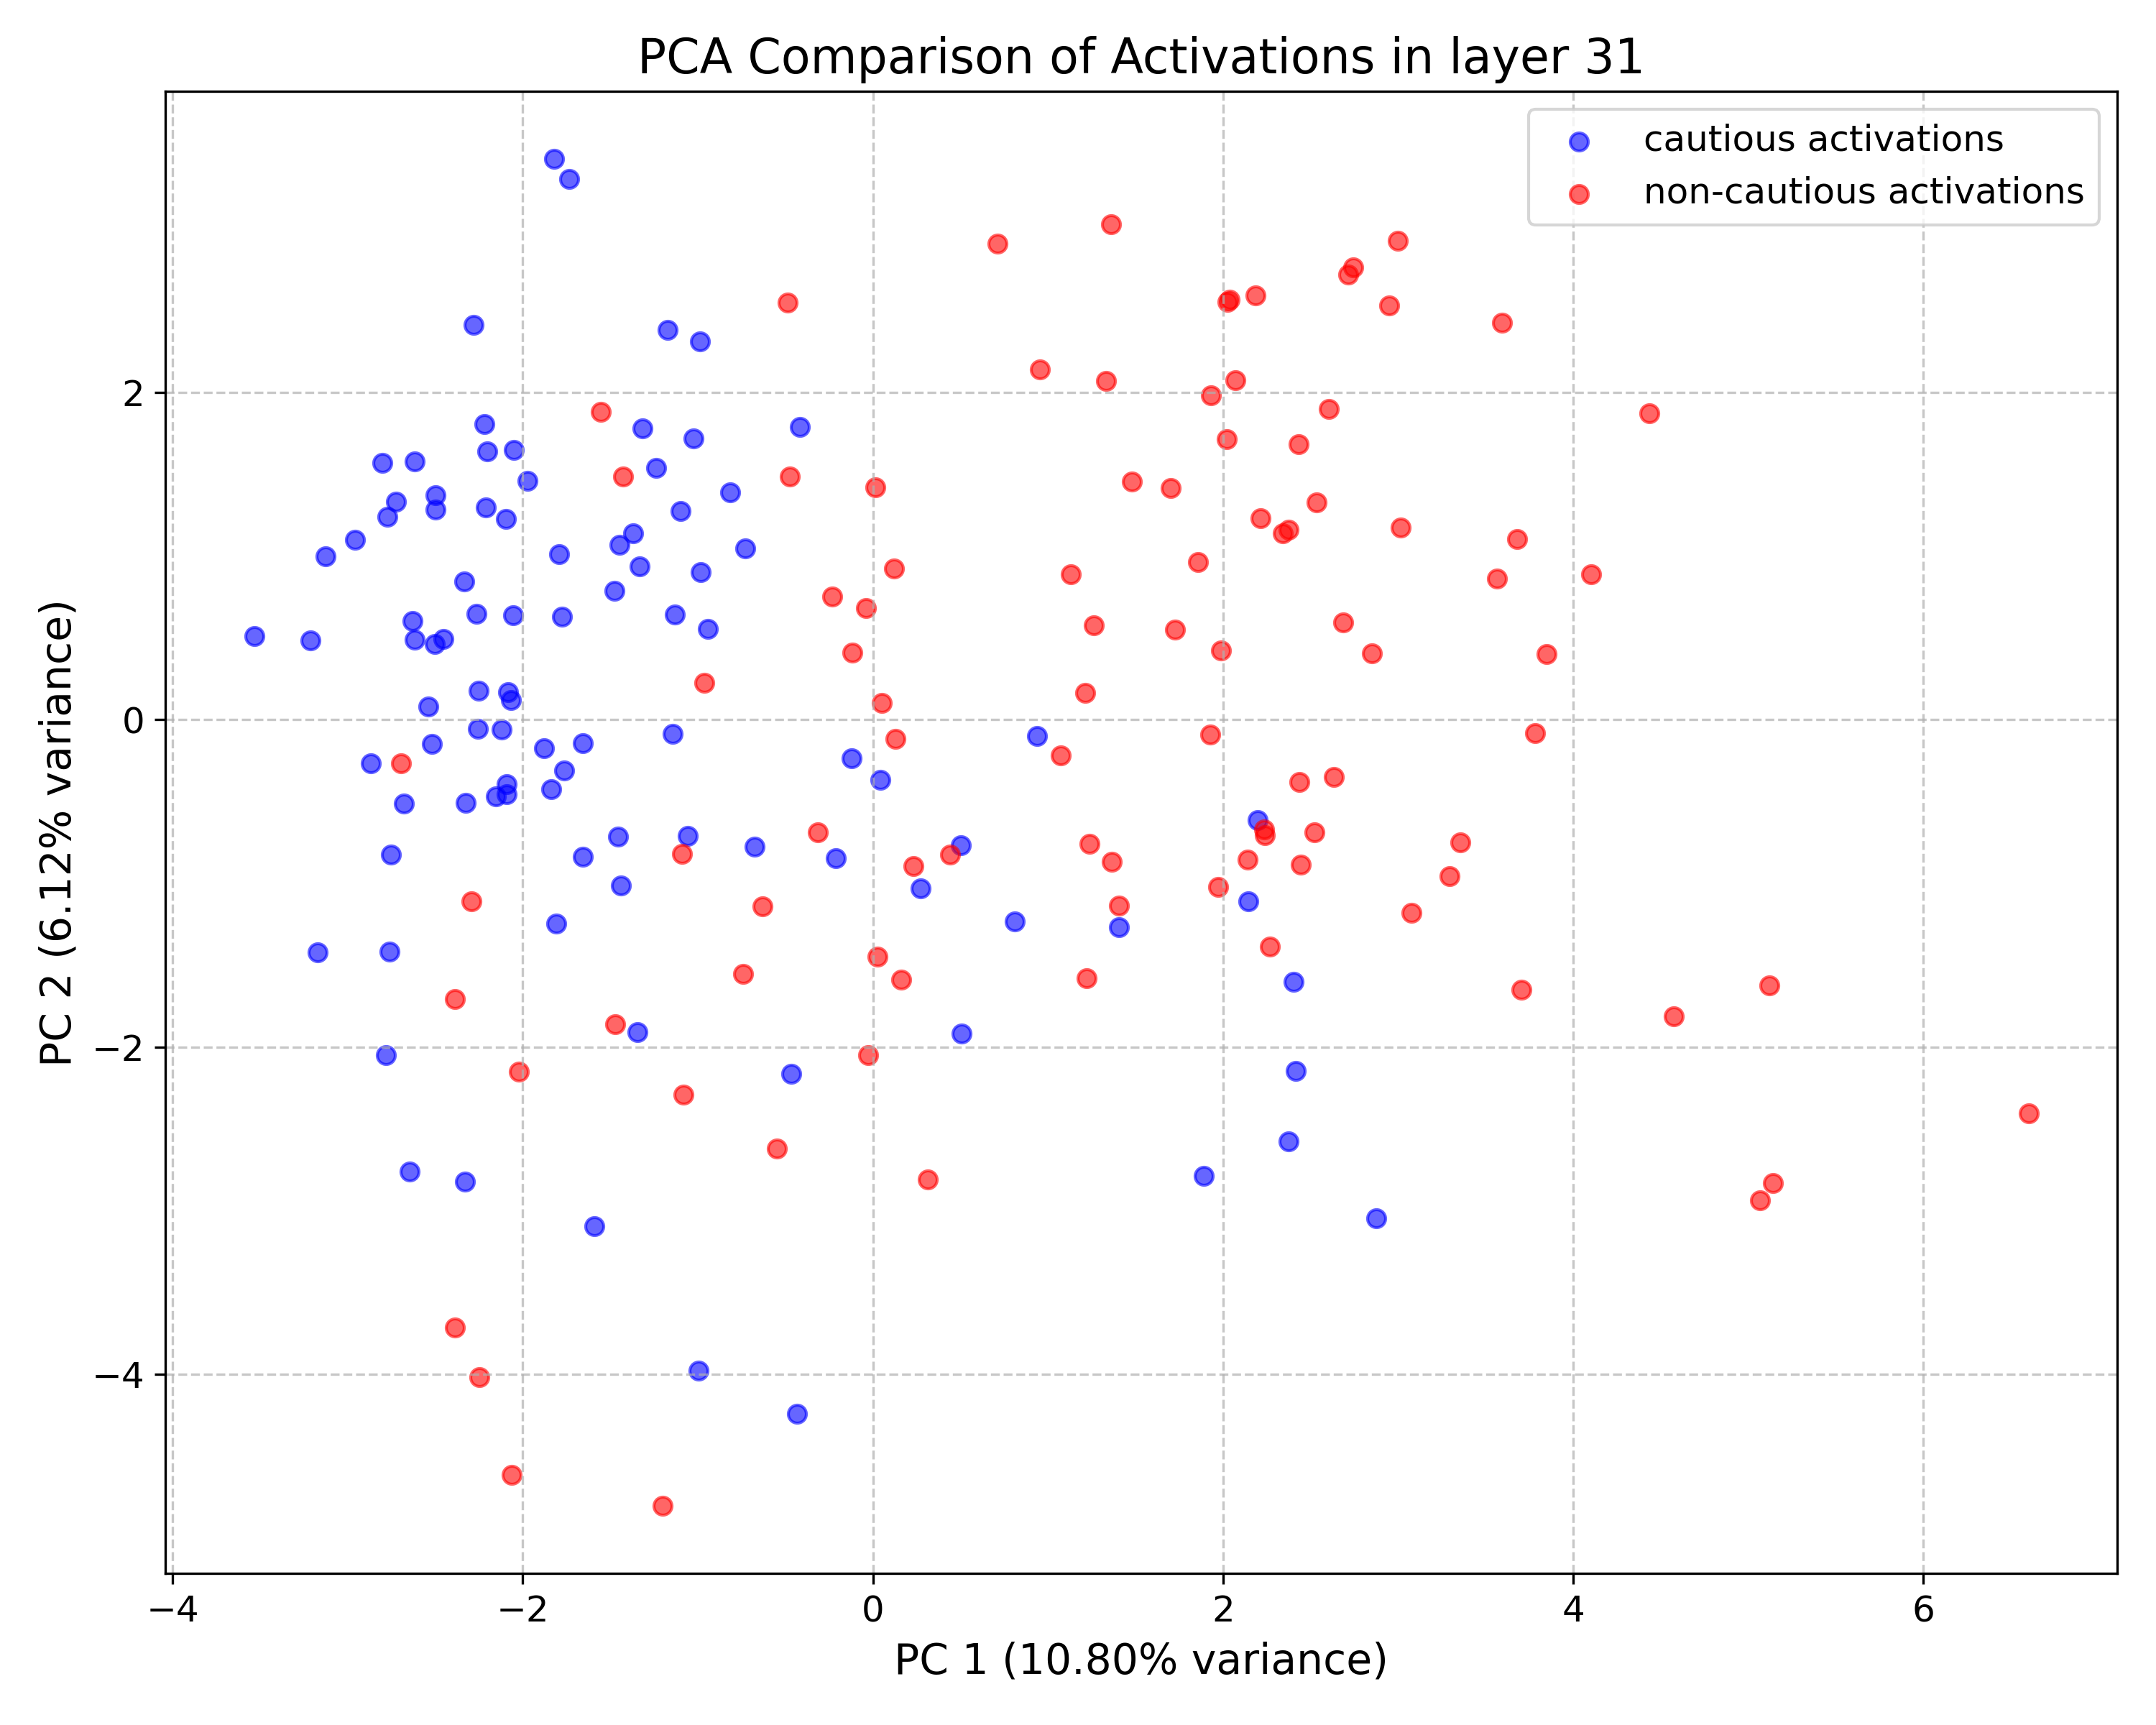 PCA Comparison of Activations in layer 31
cautious activations
non-cautious activations
PC 2 (6.12% variance)
2
0
−2
−4
−4
−2
0
2
4
6
PC 1 (10.80% variance)